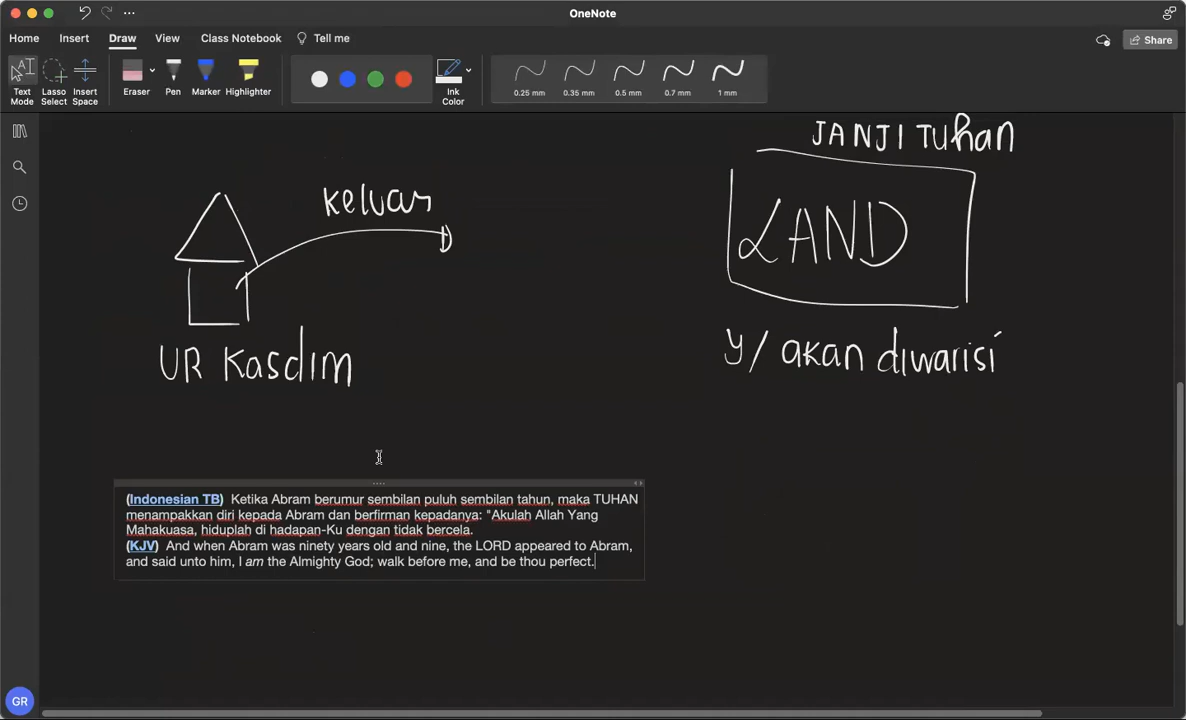 OneNote
Home Insert Draw View Class Notebook Tell me
Share
Text Mode
Lasso Select
Insert Space
Eraser
Pen
Marker
Highlighter
Ink Color
0.25 mm 0.35 mm 0.5 mm 0.7 mm 1 mm
JANJI Tuhan
Keluar
LAND
UR Kasdim
y/ akan diwarisi
(Indonesian TB) Ketika Abram berumur sembilan puluh sembilan tahun, maka TUHAN
menampakkan diri kepada Abram dan berfirman kepadanya: "Akulah Allah Yang
Mahakuasa, hiduplah di hadapan-Ku dengan tidak bercela.
(KJV) And when Abram was ninety years old and nine, the LORD appeared to Abram,
and said unto him, I am the Almighty God; walk before me, and be thou perfect.
GR